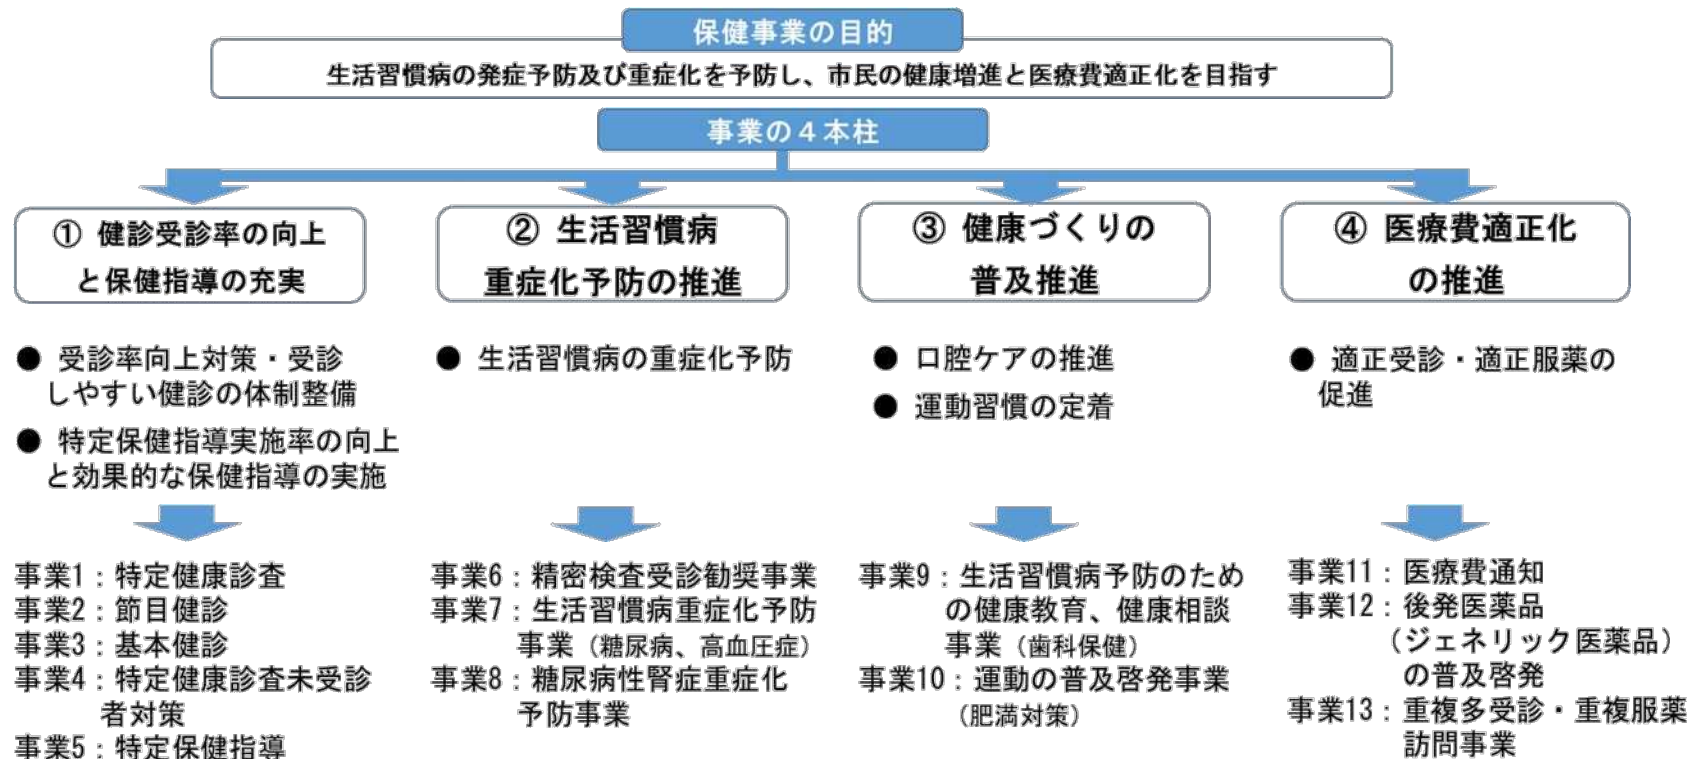 保健事業の目的
生活習慣病の発症予防及び重症化を予防し、市民の健康増進と医療費適正化を目指す
事業の４本柱
① 健診受診率の向上
と保健指導の充実
● 受診率向上対策・受診
しやすい健診の体制整備
● 特定保健指導実施率の向上
と効果的な保健指導の実施
事業1：特定健康診査
事業2：節目健診
事業3：基本健診
事業4：特定健康診査未受診
者対策
事業5：特定保健指導
② 生活習慣病
重症化予防の推進
● 生活習慣病の重症化予防
事業6：精密検査受診勧奨事業
事業7：生活習慣病重症化予防
事業（糖尿病、高血圧症）
事業8：糖尿病性腎症重症化
予防事業
③ 健康づくりの
普及推進
● 口腔ケアの推進
● 運動習慣の定着
事業9：生活習慣病予防のため
の健康教育、健康相談
事業（歯科保健）
事業10：運動の普及啓発事業
（肥満対策）
④ 医療費適正化
の推進
● 適正受診・適正服薬の
促進
事業11：医療費通知
事業12：後発医薬品
（ジェネリック医薬品）
の普及啓発
事業13：重複多受診・重複服薬
訪問事業